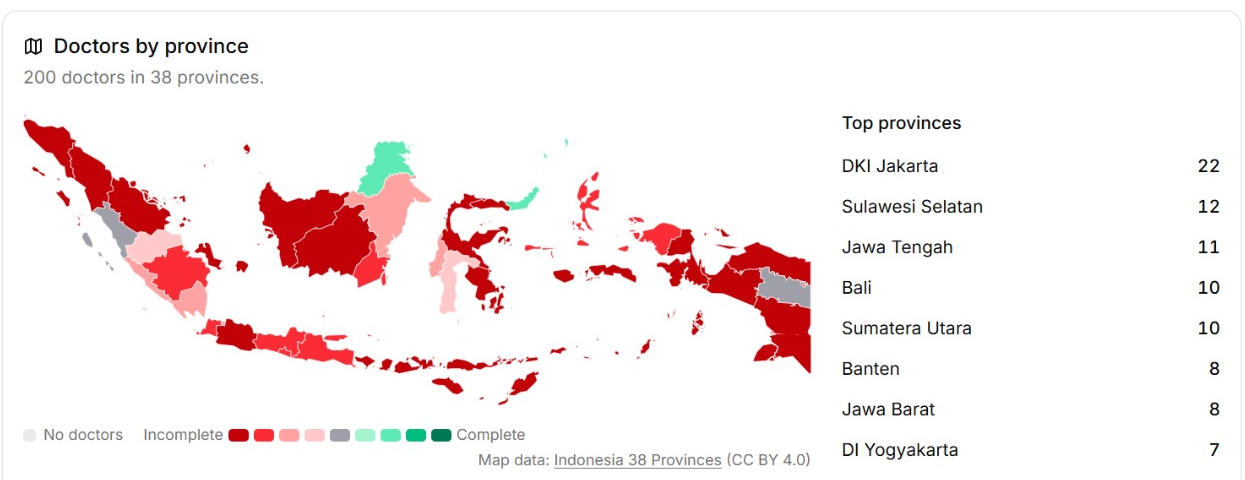 Doctors by province
200 doctors in 38 provinces.
Top provinces
DKI Jakarta 22
Sulawesi Selatan 12
Jawa Tengah 11
Bali 10
Sumatera Utara 10
Banten 8
Jawa Barat 8
DI Yogyakarta 7
No doctors Incomplete Complete
Map data: Indonesia 38 Provinces (CC BY 4.0)